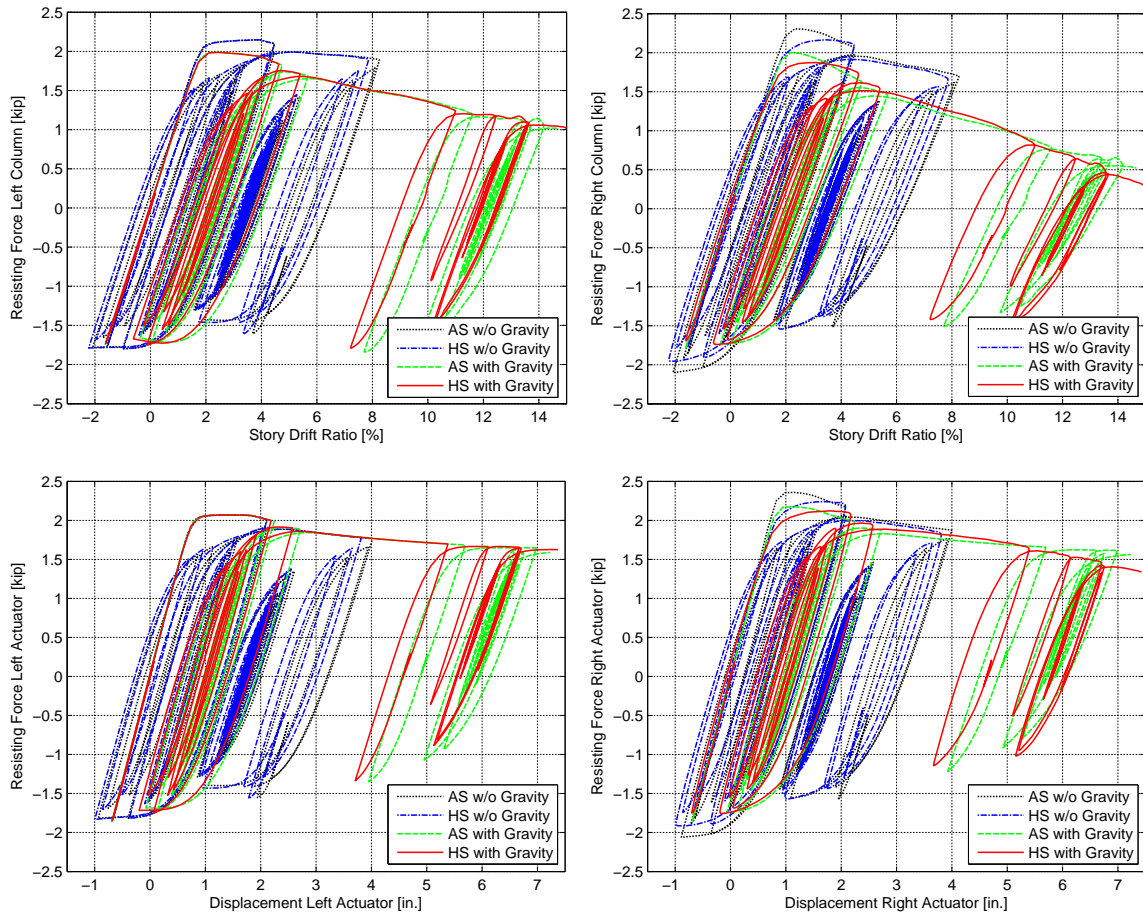 2.5
2
1.5
1
0.5
0
−0.5
−1
−1.5
−2
−2.5
Resisting Force Left Column [kip]
−2 0 2 4 6 8 10 12 14
Story Drift Ratio [%]
AS w/o Gravity
HS w/o Gravity
AS with Gravity
HS with Gravity
2.5
2
1.5
1
0.5
0
−0.5
−1
−1.5
−2
−2.5
Resisting Force Right Column [kip]
−2 0 2 4 6 8 10 12 14
Story Drift Ratio [%]
AS w/o Gravity
HS w/o Gravity
AS with Gravity
HS with Gravity
2.5
2
1.5
1
0.5
0
−0.5
−1
−1.5
−2
−2.5
Resisting Force Left Actuator [kip]
−1 0 1 2 3 4 5 6 7
Displacement Left Actuator [in.]
AS w/o Gravity
HS w/o Gravity
AS with Gravity
HS with Gravity
2.5
2
1.5
1
0.5
0
−0.5
−1
−1.5
−2
−2.5
Resisting Force Right Actuator [kip]
−1 0 1 2 3 4 5 6 7
Displacement Right Actuator [in.]
AS w/o Gravity
HS w/o Gravity
AS with Gravity
HS with Gravity